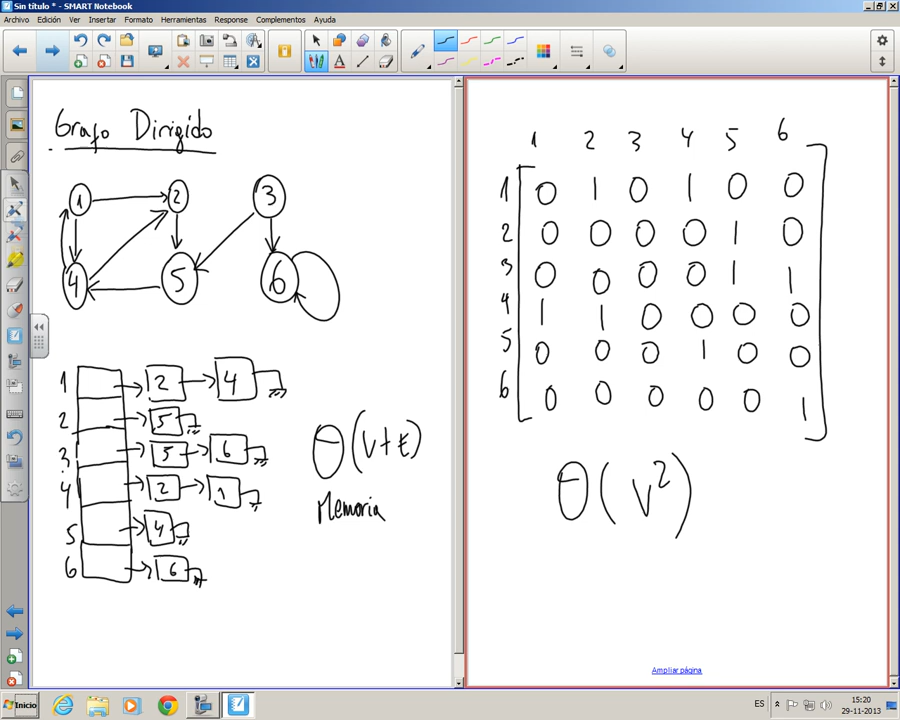 Sin título * - SMART Notebook
Archivo Edición Ver Insertar Formato Herramientas Response Complementos Ayuda
Grafo Dirigido
1 2 3
4 5 6
1 2 4
2 5
3 5 6
4 2 1
5 4
6 6
Θ(V+E)
Memoria
1 2 3 4 5 6
1 0 1 0 1 0 0
2 0 0 0 0 1 0
3 0 0 0 0 1 1
4 1 1 0 0 0 0
5 0 0 0 1 0 0
6 0 0 0 0 0 1
Θ(V²)
Ampliar página
Inicio
ES
15:20
29-11-2013